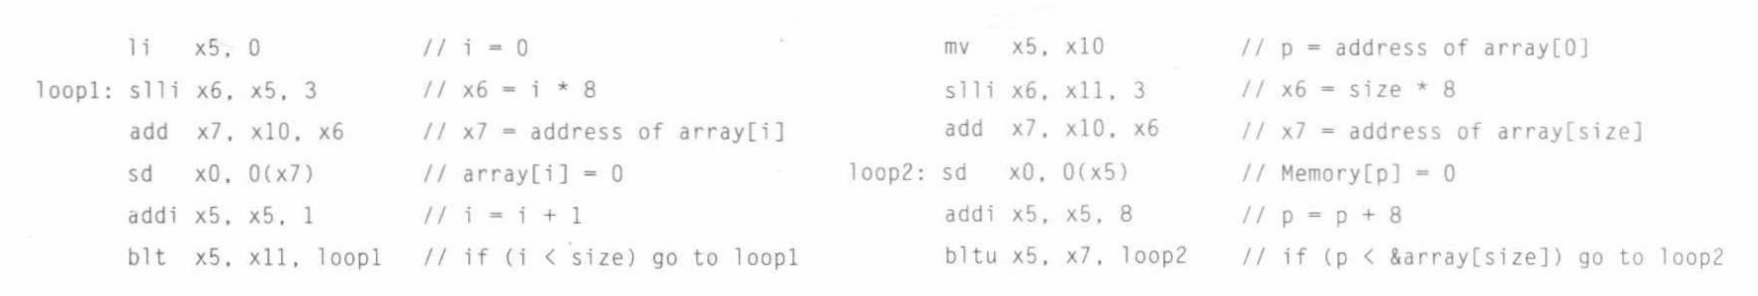 li x5, 0 // i = 0
loop1: slli x6, x5, 3 // x6 = i * 8
add x7, x10, x6 // x7 = address of array[i]
sd x0, 0(x7) // array[i] = 0
addi x5, x5, 1 // i = i + 1
blt x5, x11, loop1 // if (i < size) go to loop1
mv x5, x10 // p = address of array[0]
slli x6, x11, 3 // x6 = size * 8
add x7, x10, x6 // x7 = address of array[size]
loop2: sd x0, 0(x5) // Memory[p] = 0
addi x5, x5, 8 // p = p + 8
bltu x5, x7, loop2 // if (p < &array[size]) go to loop2